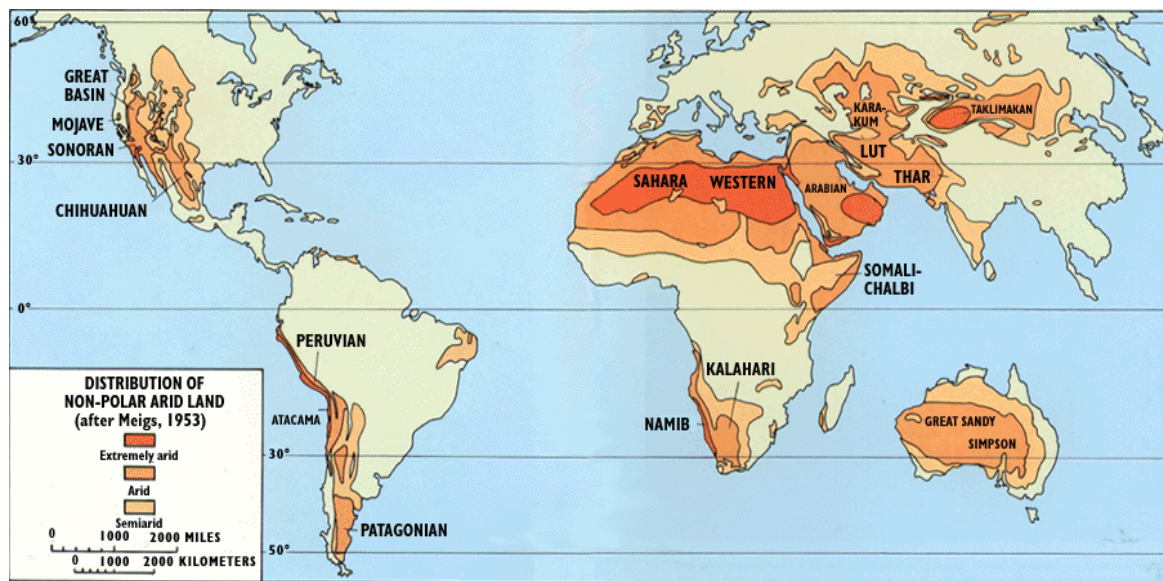 60°
GREAT
BASIN
MOJAVE
SONORAN
30°
CHIHUAHUAN
0°
PERUVIAN
ATACAMA
30°
PATAGONIAN
50°
KARA-
KUM
TAKLIMAKAN
LUT
THAR
SAHARA
WESTERN
ARABIAN
SOMALI-
CHALBI
KALAHARI
NAMIB
GREAT SANDY
SIMPSON
DISTRIBUTION OF
NON-POLAR ARID LAND
(after Meigs, 1953)
Extremely arid
Arid
Semiarid
0 1000 2000 MILES
0 1000 2000 KILOMETERS